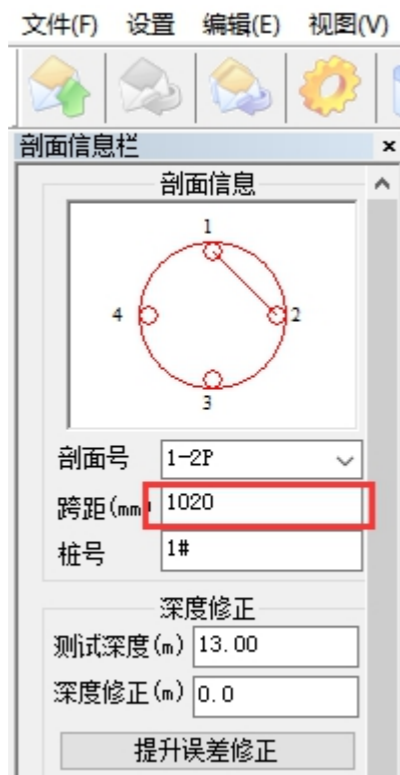 文件(F) 设置 编辑(E) 视图(V)
剖面信息栏 x
剖面信息
1
4 2
3
剖面号 1-2P
跨距(mm) 1020
桩号 1#
深度修正
测试深度(m) 13.00
深度修正(m) 0.0
提升误差修正